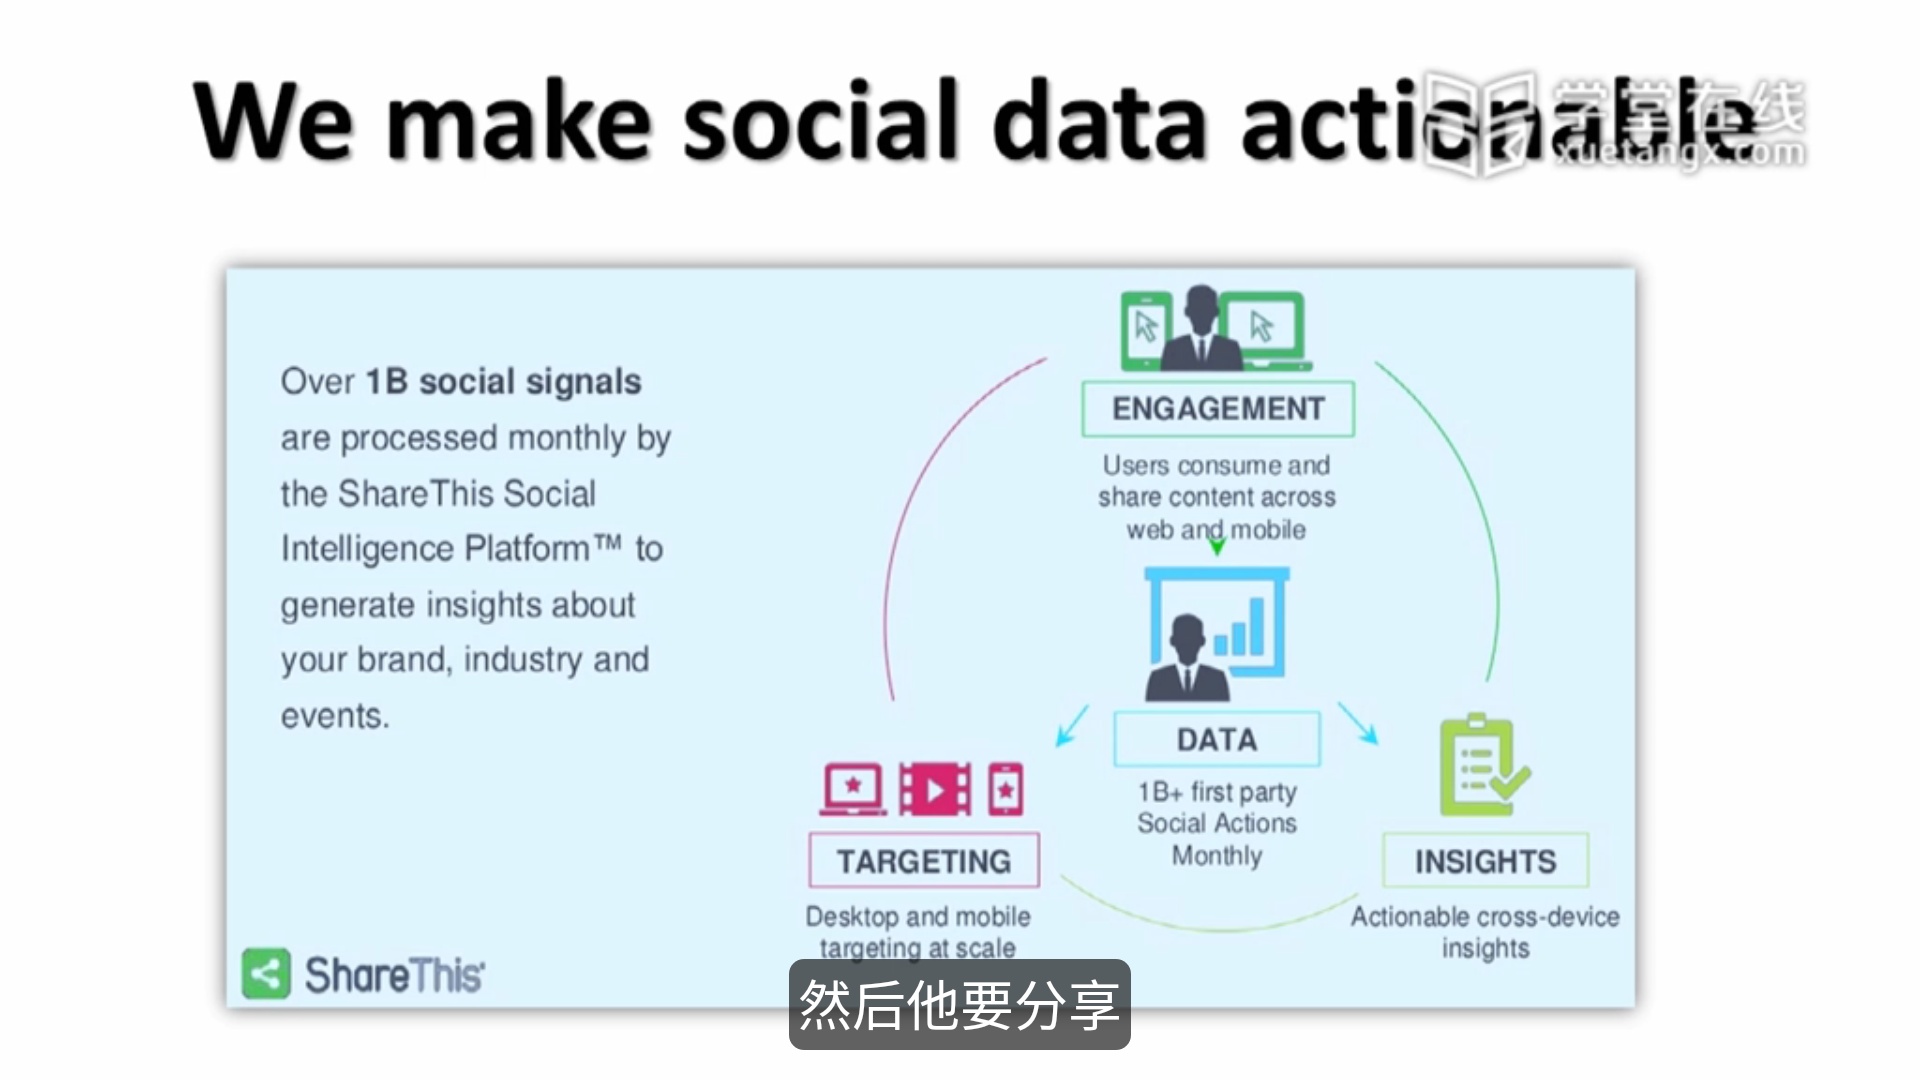 We make social data actionable
学堂在线
xuetangx.com
Over 1B social signals
are processed monthly by
the ShareThis Social
Intelligence Platform™ to
generate insights about
your brand, industry and
events.
ENGAGEMENT
Users consume and
share content across
web and mobile
DATA
1B+ first party
Social Actions
Monthly
TARGETING
Desktop and mobile
targeting at scale
INSIGHTS
Actionable cross-device
insights
ShareThis
然后他要分享